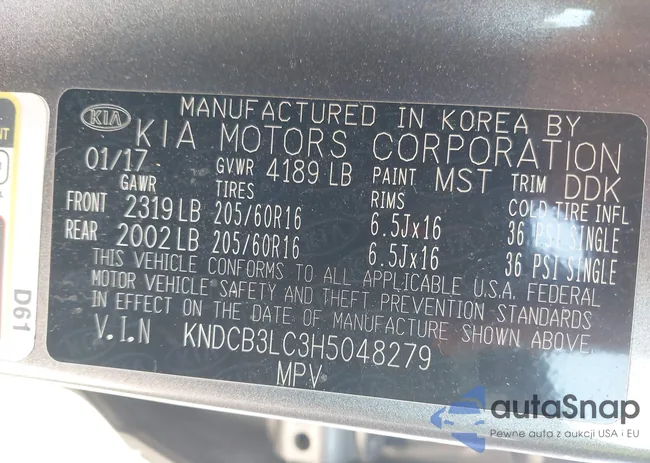 MANUFACTURED IN KOREA BY
KIA KIA MOTORS CORPORATION
01/17 GVWR 4189 LB PAINT MST TRIM DDK
GAWR TIRES RIMS COLD TIRE INFL
FRONT 2319 LB 205/60R16 6.5Jx16 36 PSI SINGLE
REAR 2002 LB 205/60R16 6.5Jx16 36 PSI SINGLE
THIS VEHICLE CONFORMS TO ALL APPLICABLE U.S.A. FEDERAL
MOTOR VEHICLE SAFETY AND THEFT PREVENTION STANDARDS
IN EFFECT ON THE DATE OF MANUFACTURE SHOWN ABOVE.
V.I.N KNDCB3LC3H5048279
MPV
D61
autaSnap
Pewne auta z aukcji USA i EU